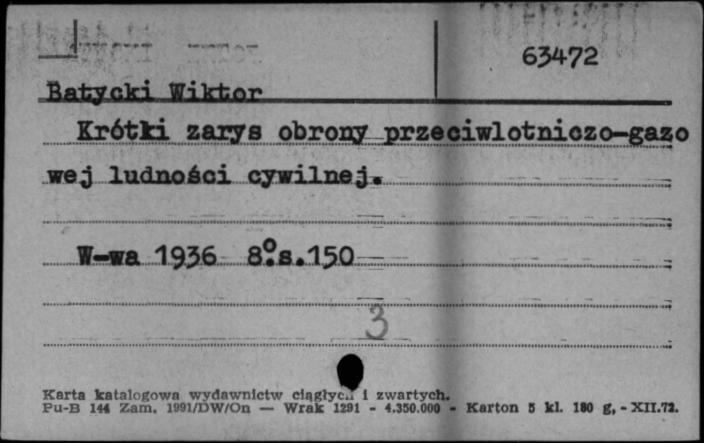 63472
Batycki Wiktor
Krótki zarys obrony przeciwlotniczo-gazo
wej ludności cywilnej.
W-wa 1936 8º.s.150
3
Karta katalogowa wydawnictw ciągłych i zwartych.
Pu-B 144 Zam. 1991/DW/On — Wrak 1291 - 4.350.000 - Karton 5 kl. 180 g, - XII.72.